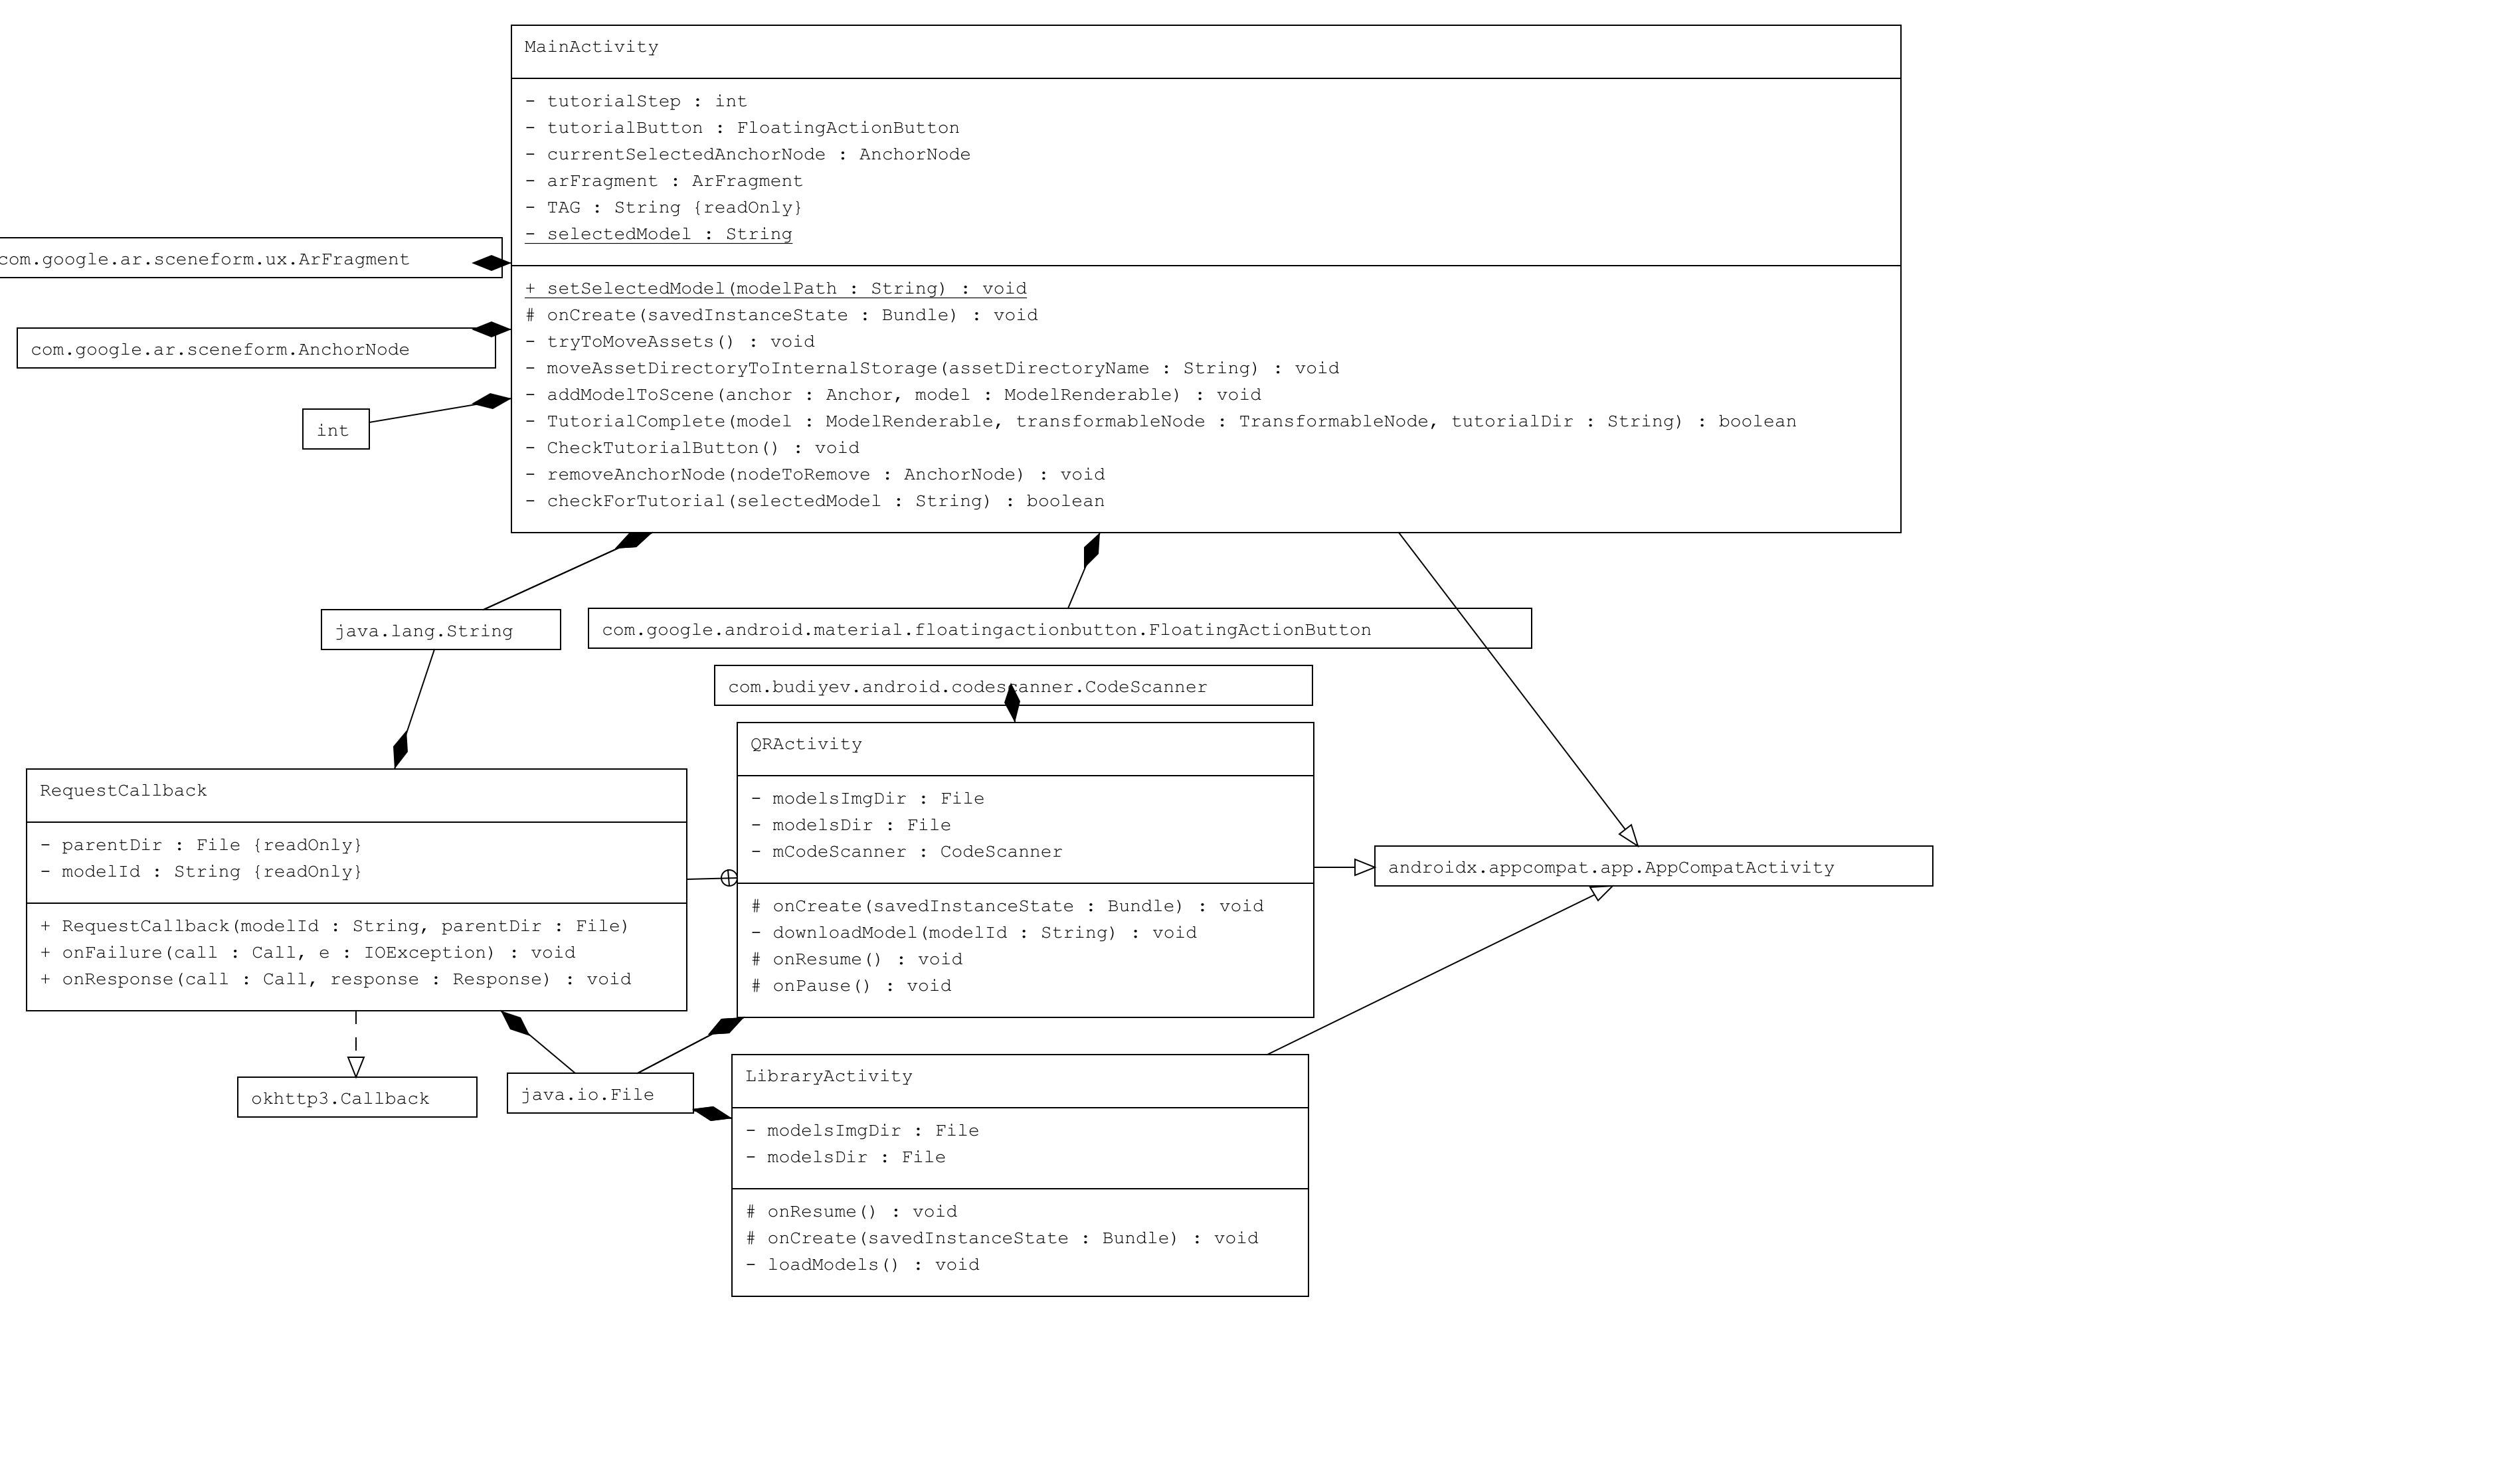 MainActivity
- tutorialStep : int
- tutorialButton : FloatingActionButton
- currentSelectedAnchorNode : AnchorNode
- arFragment : ArFragment
- TAG : String {readOnly}
- selectedModel : String
+ setSelectedModel(modelPath : String) : void
# onCreate(savedInstanceState : Bundle) : void
- tryToMoveAssets() : void
- moveAssetDirectoryToInternalStorage(assetDirectoryName : String) : void
- addModelToScene(anchor : Anchor, model : ModelRenderable) : void
- TutorialComplete(model : ModelRenderable, transformableNode : TransformableNode, tutorialDir : String) : boolean
- CheckTutorialButton() : void
- removeAnchorNode(nodeToRemove : AnchorNode) : void
- checkForTutorial(selectedModel : String) : boolean
com.google.ar.sceneform.ux.ArFragment
com.google.ar.sceneform.AnchorNode
int
java.lang.String
com.google.android.material.floatingactionbutton.FloatingActionButton
com.budiyev.android.codescanner.CodeScanner
RequestCallback
- parentDir : File {readOnly}
- modelId : String {readOnly}
+ RequestCallback(modelId : String, parentDir : File)
+ onFailure(call : Call, e : IOException) : void
+ onResponse(call : Call, response : Response) : void
QRActivity
- modelsImgDir : File
- modelsDir : File
- mCodeScanner : CodeScanner
# onCreate(savedInstanceState : Bundle) : void
- downloadModel(modelId : String) : void
# onResume() : void
# onPause() : void
androidx.appcompat.app.AppCompatActivity
okhttp3.Callback
java.io.File
LibraryActivity
- modelsImgDir : File
- modelsDir : File
# onResume() : void
# onCreate(savedInstanceState : Bundle) : void
- loadModels() : void